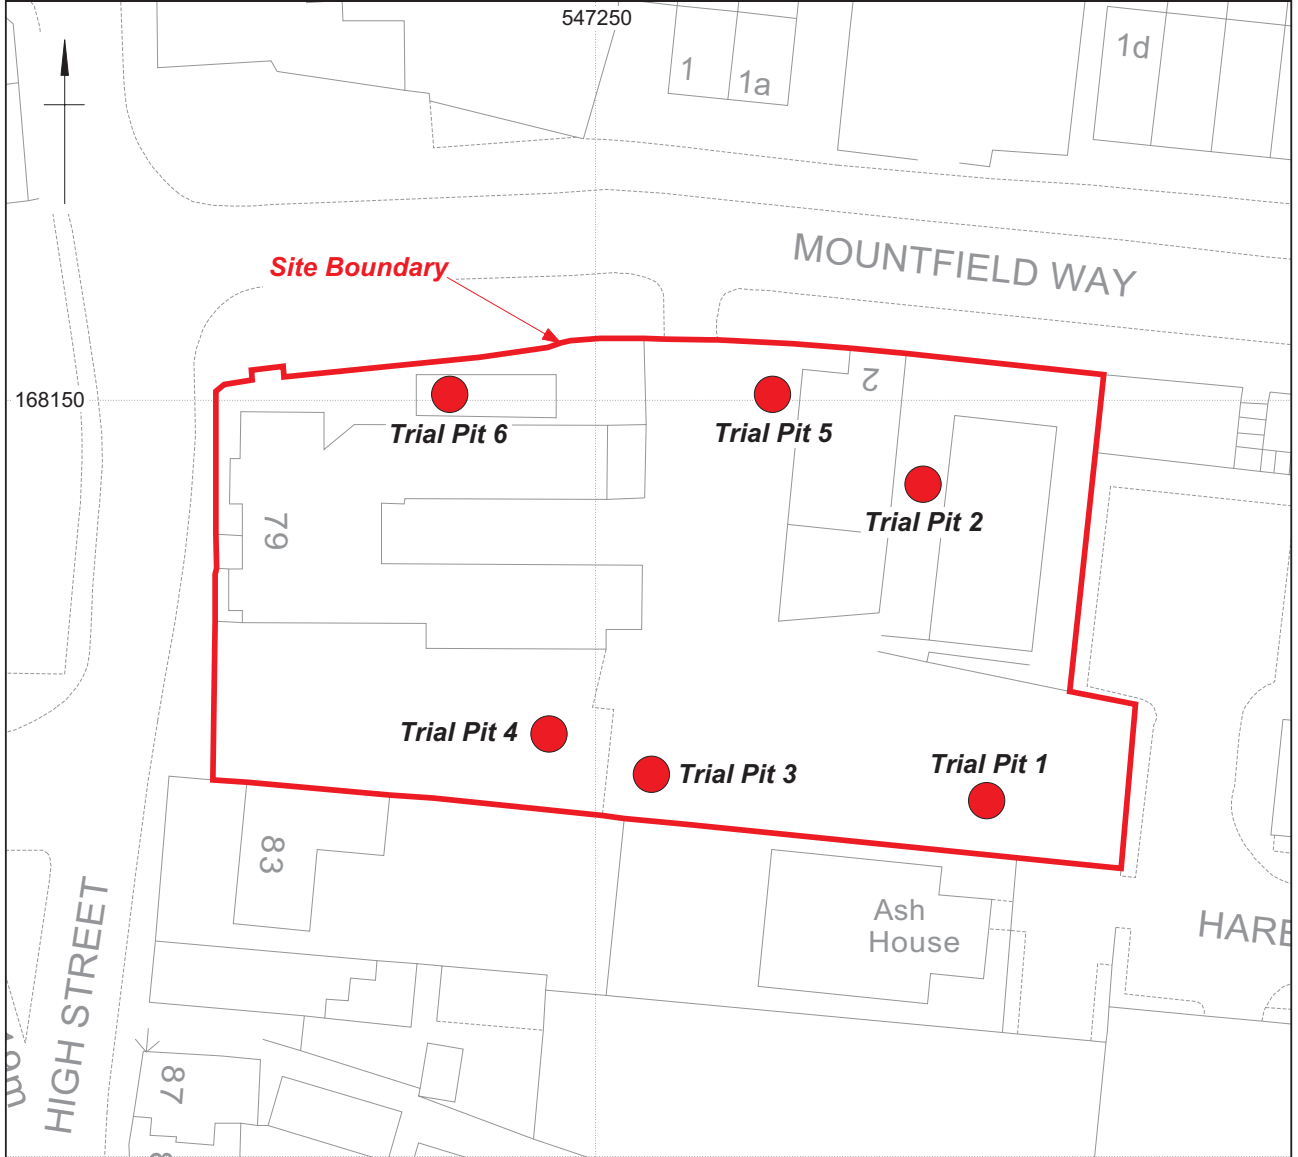 547250
1
1a
1d
MOUNTFIELD WAY
Site Boundary
2
168150
Trial Pit 6
Trial Pit 5
Trial Pit 2
79
Trial Pit 4
Trial Pit 3
Trial Pit 1
83
Ash
House
HARE
HIGH STREET
87